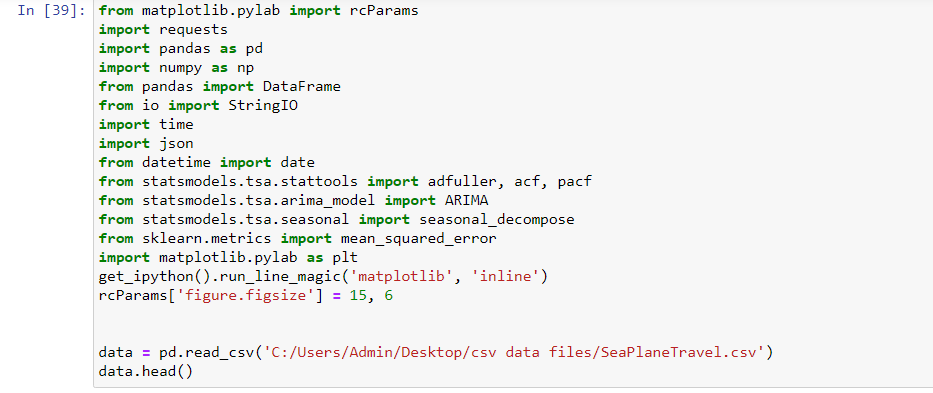 In [39]: from matplotlib.pylab import rcParams
import requests
import pandas as pd
import numpy as np
from pandas import DataFrame
from io import StringIO
import time
import json
from datetime import date
from statsmodels.tsa.stattools import adfuller, acf, pacf
from statsmodels.tsa.arima_model import ARIMA
from statsmodels.tsa.seasonal import seasonal_decompose
from sklearn.metrics import mean_squared_error
import matplotlib.pylab as plt
get_ipython().run_line_magic('matplotlib', 'inline')
rcParams['figure.figsize'] = 15, 6
data = pd.read_csv('C:/Users/Admin/Desktop/csv data files/SeaPlaneTravel.csv')
data.head()